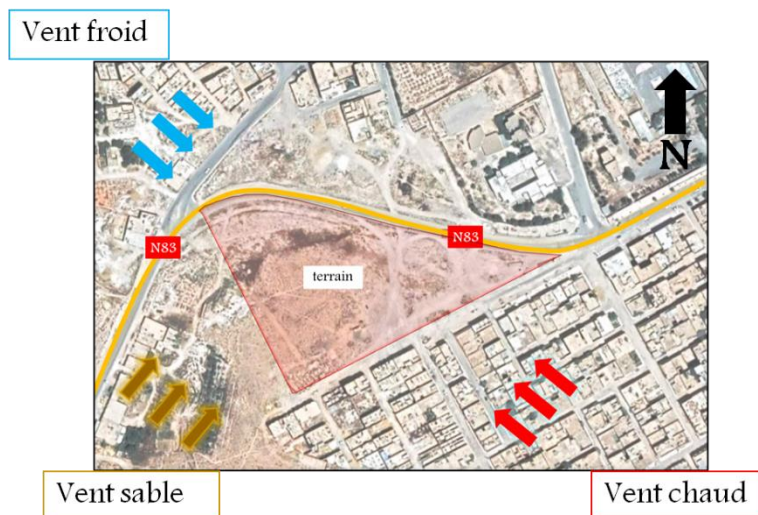 Vent froid
N
N83
N83
terrain
Vent sable
Vent chaud